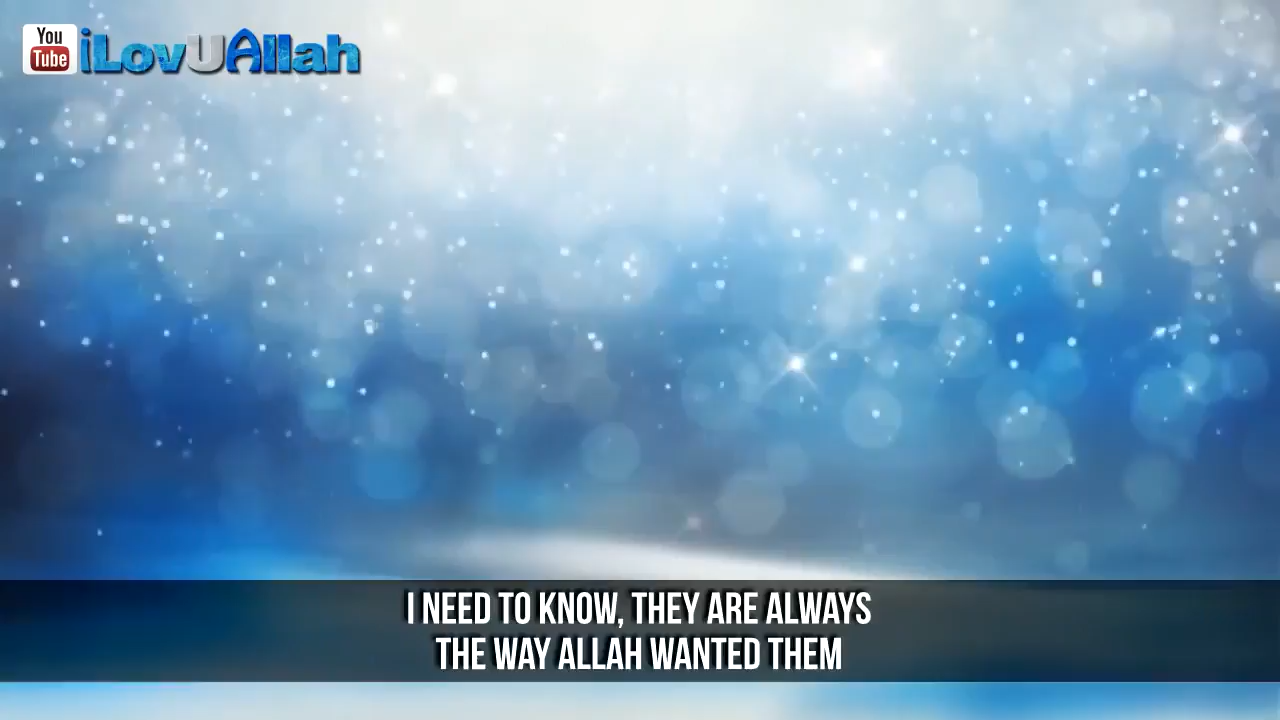 You
Tube
iLovUAllah
I NEED TO KNOW, THEY ARE ALWAYS
THE WAY ALLAH WANTED THEM